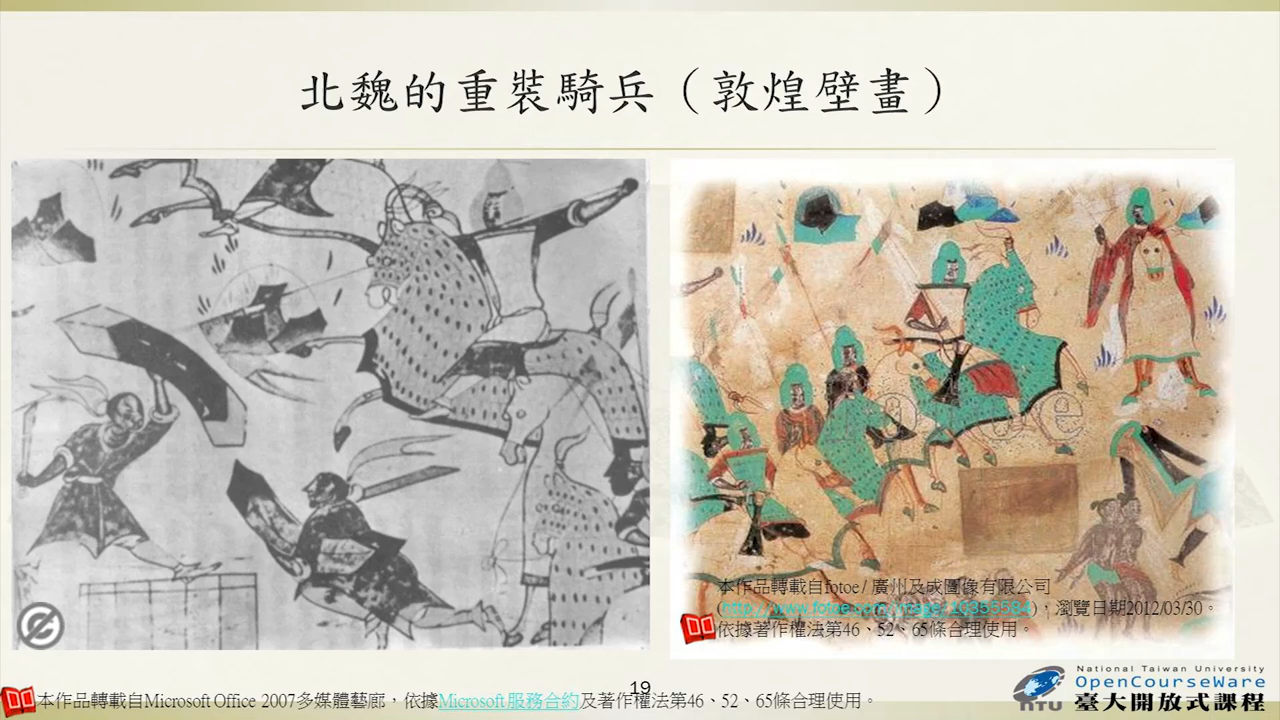 北魏的重裝騎兵（敦煌壁畫）
本作品轉載自fotoe / 廣州及成圖像有限公司
(http://www.fotoe.com/image/10355584)，瀏覽日期2012/03/30。
依據著作權法第46、52、65條合理使用。
19
本作品轉載自Microsoft Office 2007多媒體藝廊，依據Microsoft 服務合約及著作權法第46、52、65條合理使用。
National Taiwan University
OpenCourseWare
NTU 臺大開放式課程